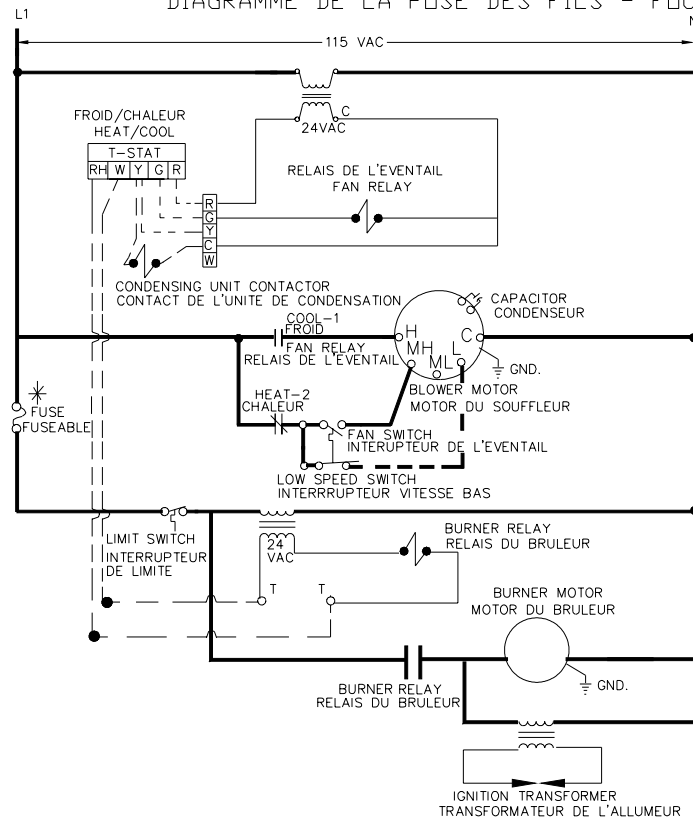 DIAGRAMME DE LA FUSE DES FILS -
L1
115 VAC
C
24VAC
FROID/CHALEUR
HEAT/COOL
T-STAT
RH W Y G R
RELAIS DE L'EVENTAIL
FAN RELAY
R
G
Y
C
W
CONDENSING UNIT CONTACTOR
CONTACT DE L'UNITE DE CONDENSATION
CAPACITOR
CONDENSEUR
COOL-1
FROID
FAN RELAY
RELAIS DE L'EVENTAIL
H
MH
ML
L
C
GND.
BLOWER MOTOR
MOTOR DU SOUFFLEUR
FUSE
FUSEABLE
HEAT-2
CHALEUR
FAN SWITCH
INTERUPTEUR DE L'EVENTAIL
LOW SPEED SWITCH
INTERRRUPTEUR VITESSE BAS
LIMIT SWITCH
INTERRUPTEUR
DE LIMITE
24
VAC
BURNER RELAY
RELAIS DU BRULEUR
T
T
BURNER MOTOR
MOTOR DU BRULEUR
GND.
BURNER RELAY
RELAIS DU BRULEUR
IGNITION TRANSFORMER
TRANSFORMATEUR DE L'ALLUMEUR